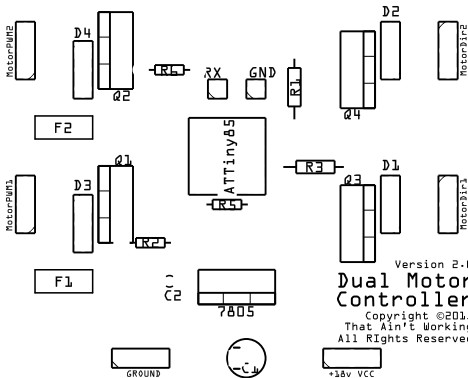 MotorPWM2
D4
Q2
R6
RX
GND
R1
D2
Q4
MotorDir2
F2
ATTiny85
MotorPWM1
D3
Q1
R5
R3
D1
Q3
MotorDir1
R2
F1
C2
7805
Version 2.
Dual Motor
Controller
Copyright ©201
That Ain't Working
All RIghts Reserved
C1
GROUND
+18v VCC